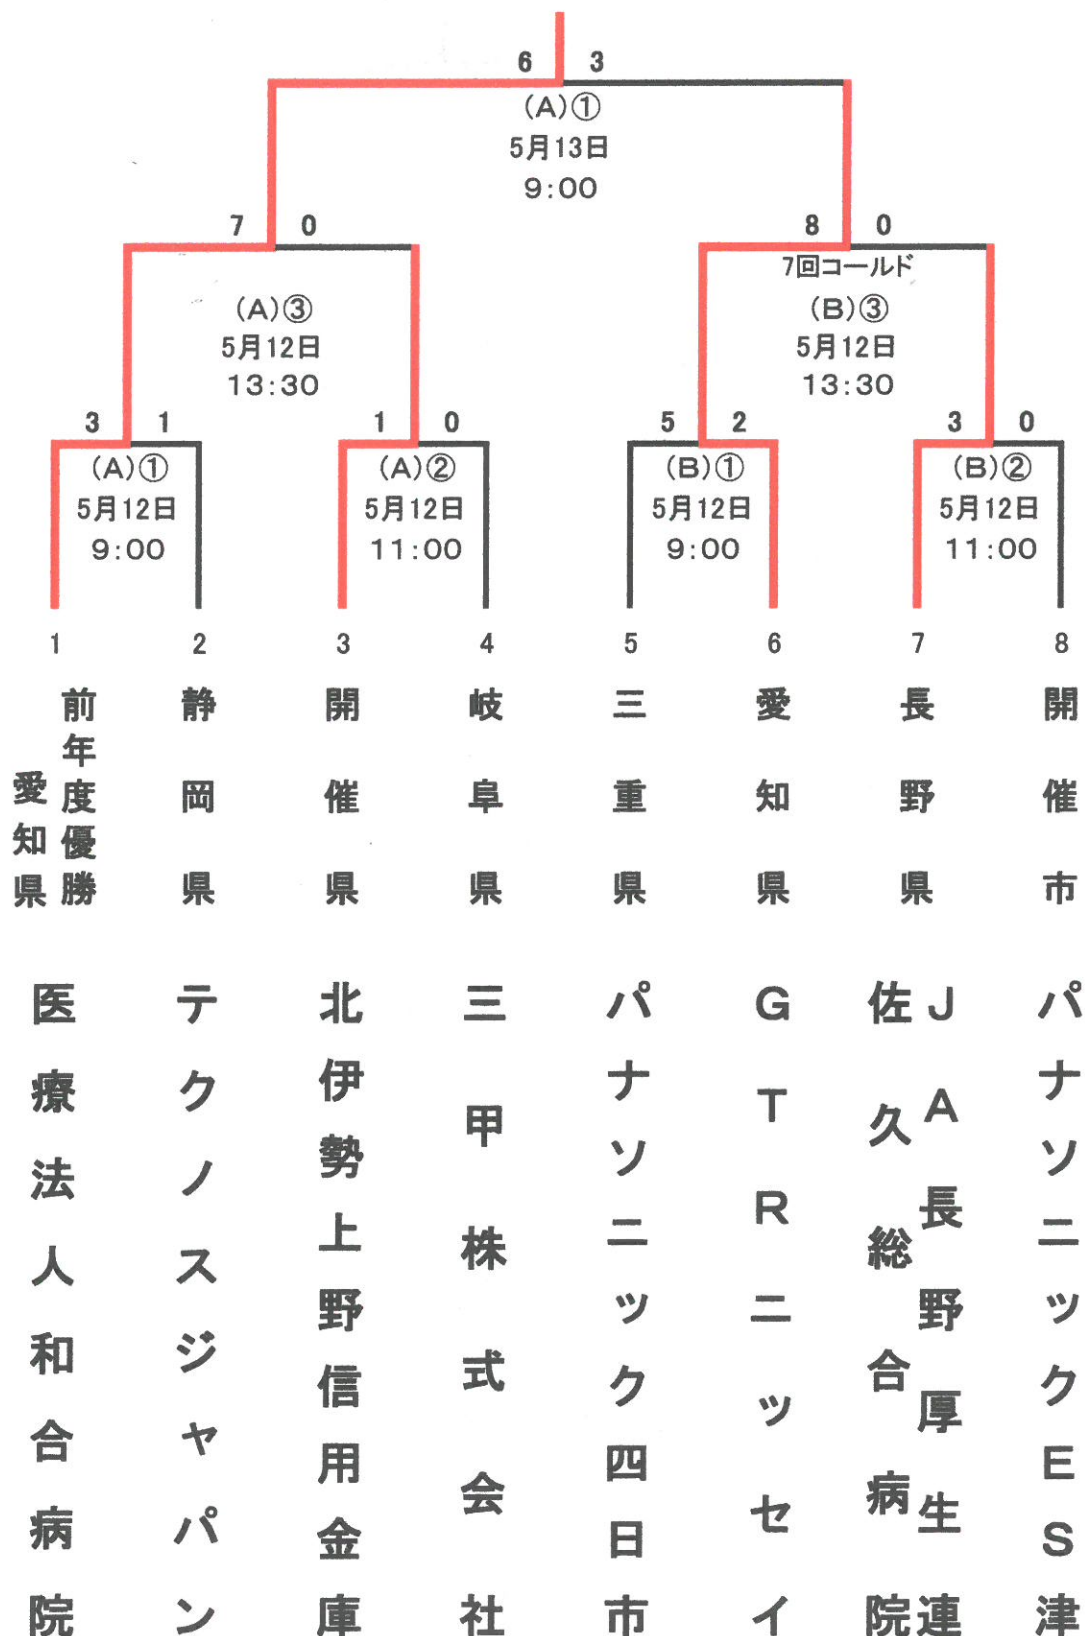 6 3
(A)①
5月13日
9:00
7 0
8 0
7回コールド
(A)③
5月12日
13:30
(B)③
5月12日
13:30
3 1
1 0
5 2
3 0
(A)①
5月12日
9:00
(A)②
5月12日
11:00
(B)①
5月12日
9:00
(B)②
5月12日
11:00
1
2
3
4
5
6
7
8
前年度優勝
愛知県
静岡県
開催県
岐阜県
三重県
愛知県
長野県
開催市
医療法人和合病院
テクノスジャパン
北伊勢上野信用金庫
三甲株式会社
パナソニック四日市
GTRニッセイ
JA長野厚生連
佐久総合病院
パナソニックES津